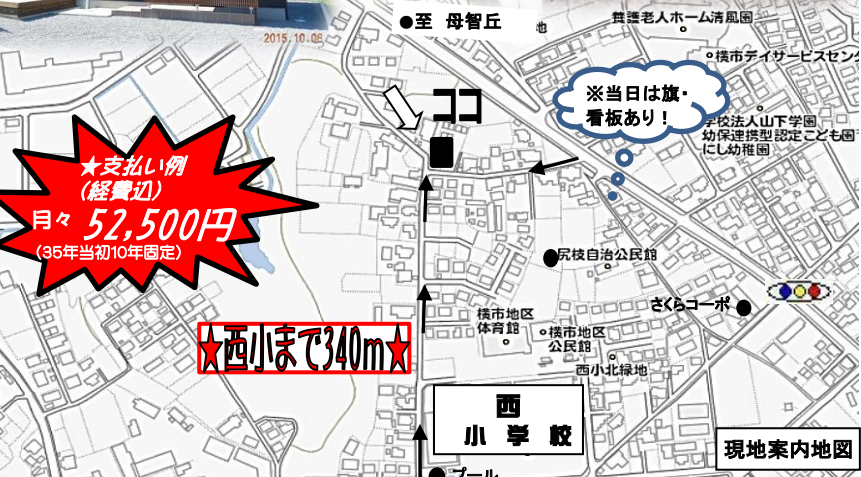 ●至 母智丘
地
養護老人ホーム清風園
2015.10.06
横市デイサービスセン
ココ
※当日は旗・
看板あり！
学校法人山下学園
幼保連携型認定こども園
にし幼稚園
★支払い例
(経費込)
月々 52,500円
(35年当初10年固定)
尻枝自治公民館
さくらコーポ
横市地区
体育館
横市地区
公民館
★西小まで340m★
西小北緑地
西
小学校
現地案内地図
プール